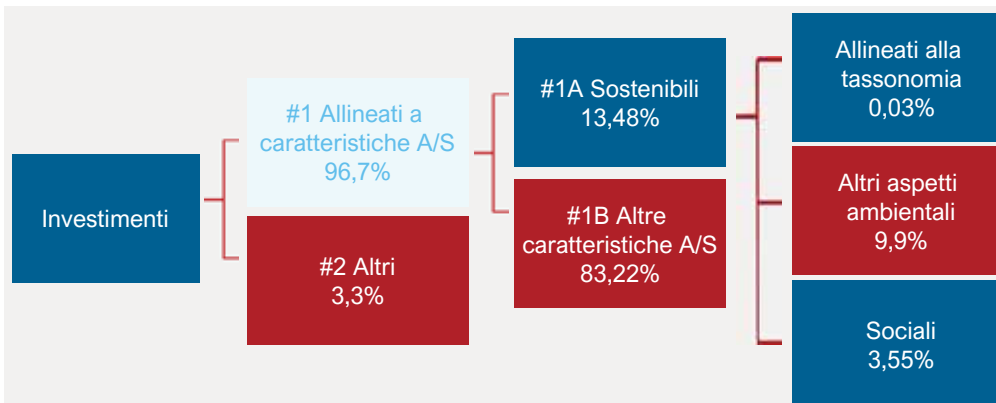 Investimenti
#1 Allineati a
caratteristiche A/S
96,7%
#2 Altri
3,3%
#1A Sostenibili
13,48%
#1B Altre
caratteristiche A/S
83,22%
Allineati alla
tassonomia
0,03%
Altri aspetti
ambientali
9,9%
Sociali
3,55%